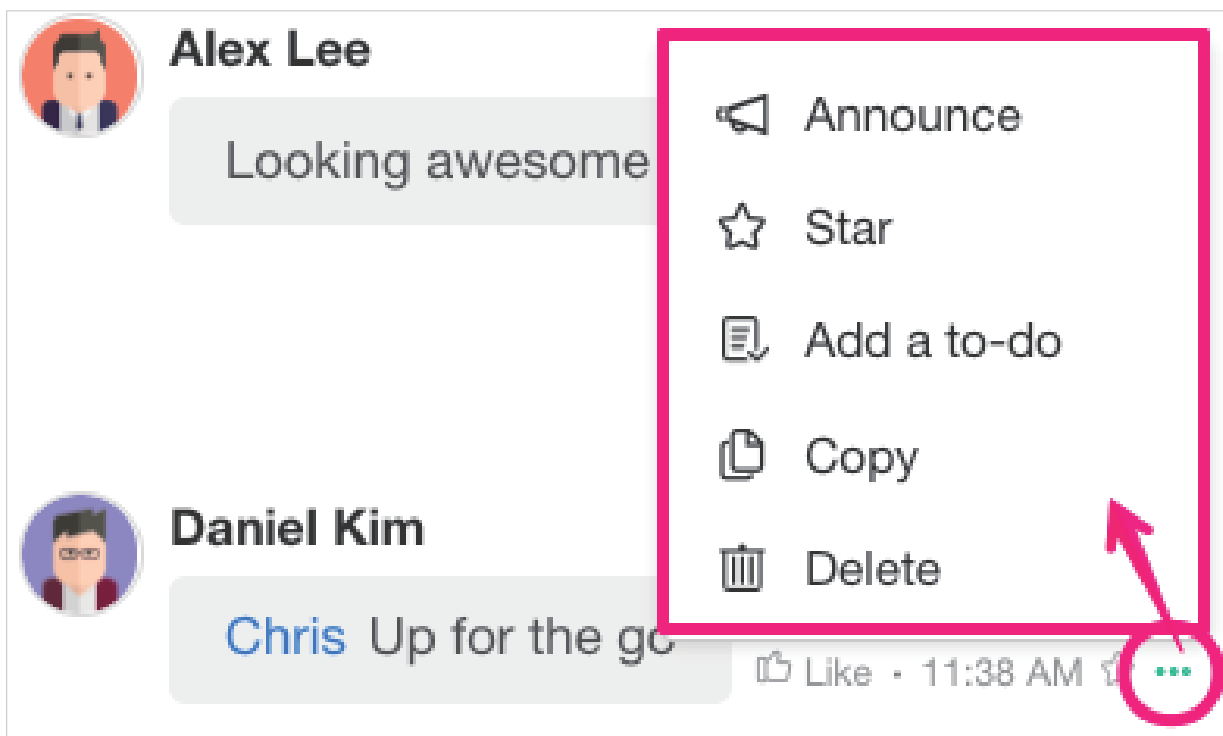 Alex Lee
Looking awesome
Announce
Star
Add a to-do
Copy
Delete
Daniel Kim
Chris Up for the go
Like · 11:38 AM